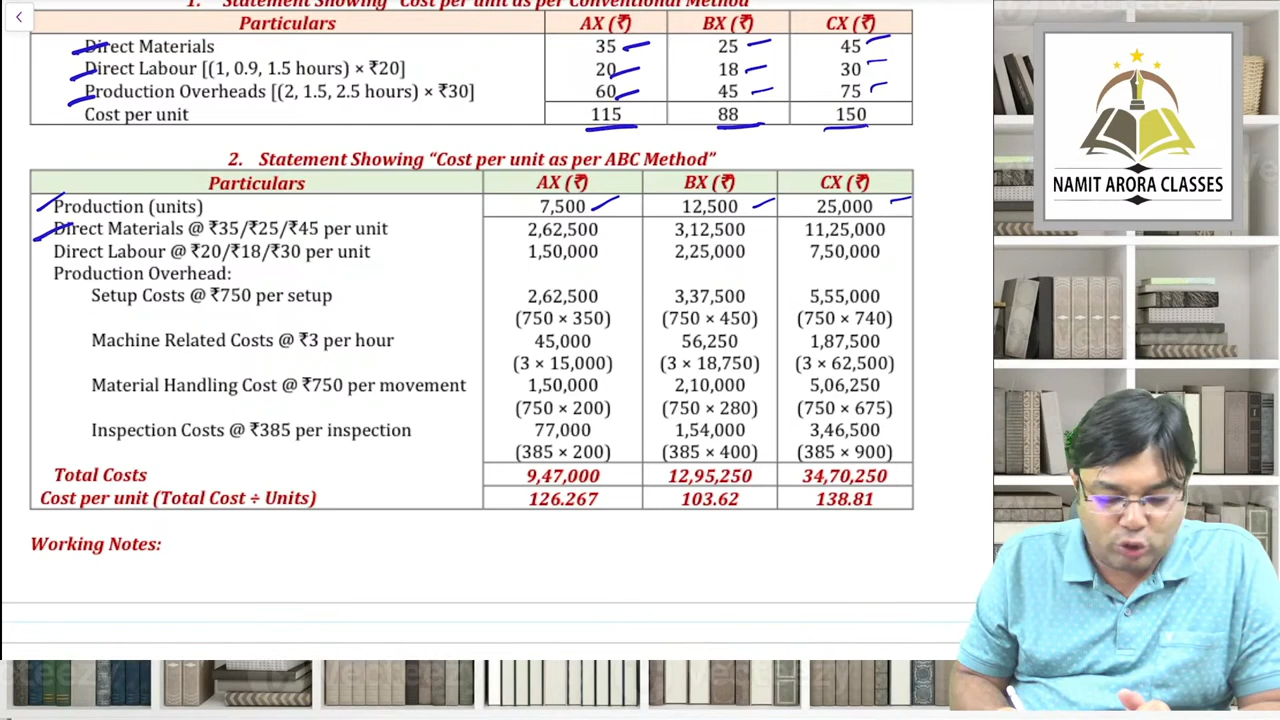 1. Statement Showing "Cost per unit as per Conventional Method"
Particulars AX (₹) BX (₹) CX (₹)
Direct Materials 35 25 45
Direct Labour [(1, 0.9, 1.5 hours) × ₹20] 20 18 30
Production Overheads [(2, 1.5, 2.5 hours) × ₹30] 60 45 75
Cost per unit 115 88 150
2. Statement Showing "Cost per unit as per ABC Method"
Particulars AX (₹) BX (₹) CX (₹)
Production (units) 7,500 12,500 25,000
Direct Materials @ ₹35/₹25/₹45 per unit 2,62,500 3,12,500 11,25,000
Direct Labour @ ₹20/₹18/₹30 per unit 1,50,000 2,25,000 7,50,000
Production Overhead:
Setup Costs @ ₹750 per setup 2,62,500 3,37,500 5,55,000
(750 × 350) (750 × 450) (750 × 740)
Machine Related Costs @ ₹3 per hour 45,000 56,250 1,87,500
(3 × 15,000) (3 × 18,750) (3 × 62,500)
Material Handling Cost @ ₹750 per movement 1,50,000 2,10,000 5,06,250
(750 × 200) (750 × 280) (750 × 675)
Inspection Costs @ ₹385 per inspection 77,000 1,54,000 3,46,500
(385 × 200) (385 × 400) (385 × 900)
Total Costs 9,47,000 12,95,250 34,70,250
Cost per unit (Total Cost ÷ Units) 126.267 103.62 138.81
Working Notes:
NAMIT ARORA CLASSES